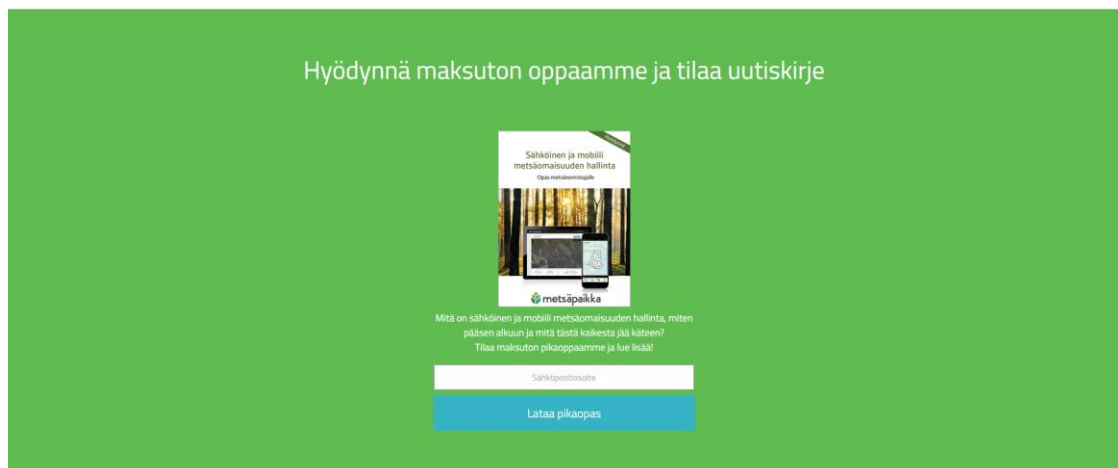 Hyödynnä maksuton oppaamme ja tilaa uutiskirje
Sähköinen ja mobiili
metsäomaisuuden hallinta
Opas metsänomistajalle
metsäpaikka
Mitä on sähköinen ja mobiili metsäomaisuuden hallinta, miten
pääsen alkuun ja mitä tästä kaikesta jää käteen?
Tilaa maksuton pikaoppaamme ja lue lisää!
Sähköpostiosoite
Lataa pikaopas